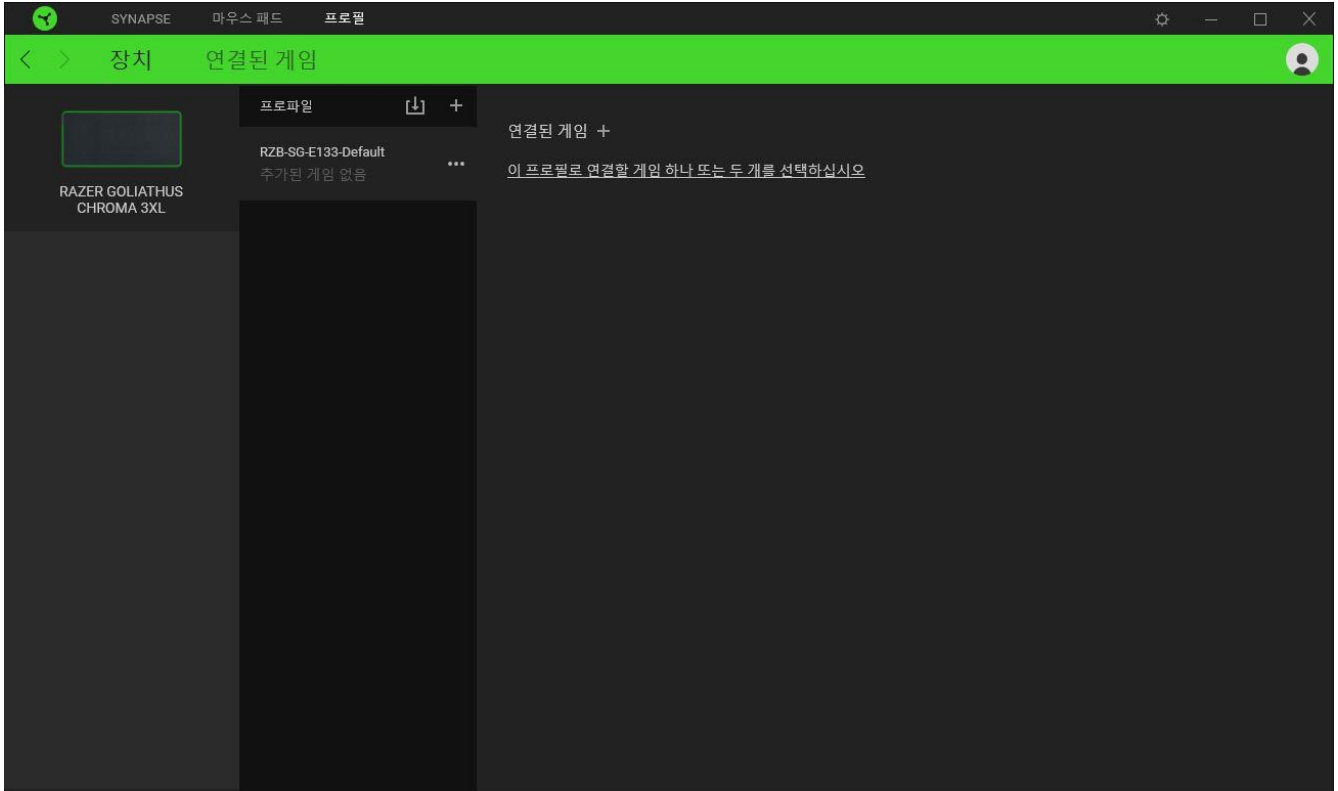 SYNAPSE 마우스 패드 프로필
장치 연결된 게임
RAZER GOLIATHUS
CHROMA 3XL
프로파일
RZB-SG-E133-Default
추가된 게임 없음
연결된 게임
이 프로필로 연결할 게임 하나 또는 두 개를 선택하십시오